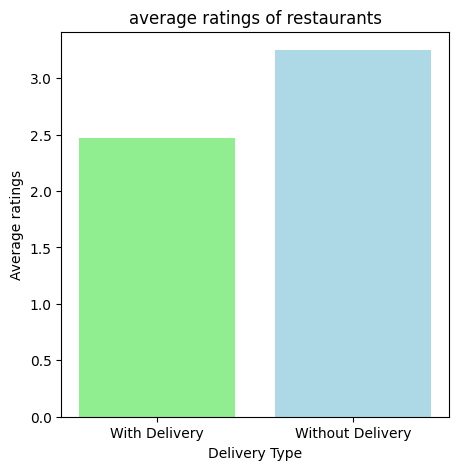 average ratings of restaurants
Average ratings
3.0
2.5
2.0
1.5
1.0
0.5
0.0
With Delivery
Without Delivery
Delivery Type